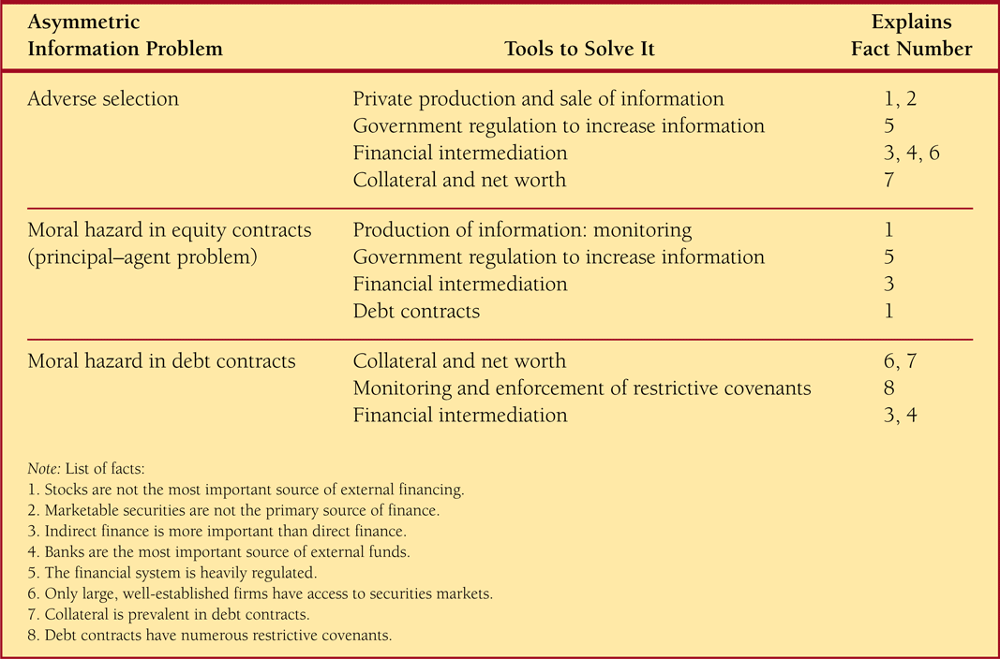 Asymmetric
Information Problem
Tools to Solve It
Explains
Fact Number
Adverse selection
Private production and sale of information 1, 2
Government regulation to increase information 5
Financial intermediation 3, 4, 6
Collateral and net worth 7
Moral hazard in equity contracts
(principal–agent problem)
Production of information: monitoring 1
Government regulation to increase information 5
Financial intermediation 3
Debt contracts 1
Moral hazard in debt contracts
Collateral and net worth 6, 7
Monitoring and enforcement of restrictive covenants 8
Financial intermediation 3, 4
Note: List of facts:
1. Stocks are not the most important source of external financing.
2. Marketable securities are not the primary source of finance.
3. Indirect finance is more important than direct finance.
4. Banks are the most important source of external funds.
5. The financial system is heavily regulated.
6. Only large, well-established firms have access to securities markets.
7. Collateral is prevalent in debt contracts.
8. Debt contracts have numerous restrictive covenants.